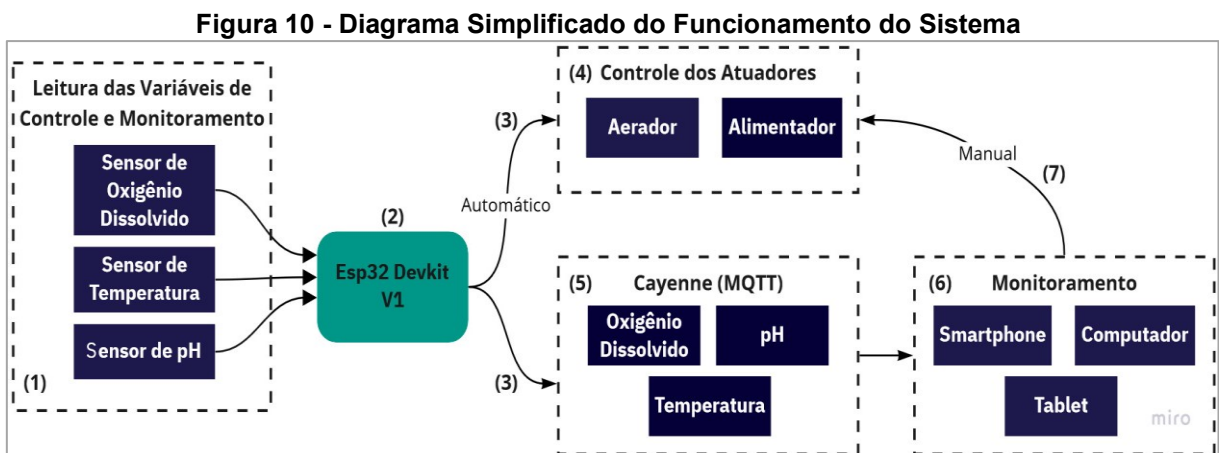 Figura 10 - Diagrama Simplificado do Funcionamento do Sistema
Leitura das Variáveis de
Controle e Monitoramento
Sensor de
Oxigênio
Dissolvido
Sensor de
Temperatura
Sensor de pH
(1)
(2)
Esp32 Devkit
V1
(3)
Automático
(3)
(4) Controle dos Atuadores
Aerador
Alimentador
(5) Cayenne (MQTT)
Oxigênio
Dissolvido
pH
Temperatura
(6) Monitoramento
Smartphone
Computador
Tablet
miro
Manual
(7)